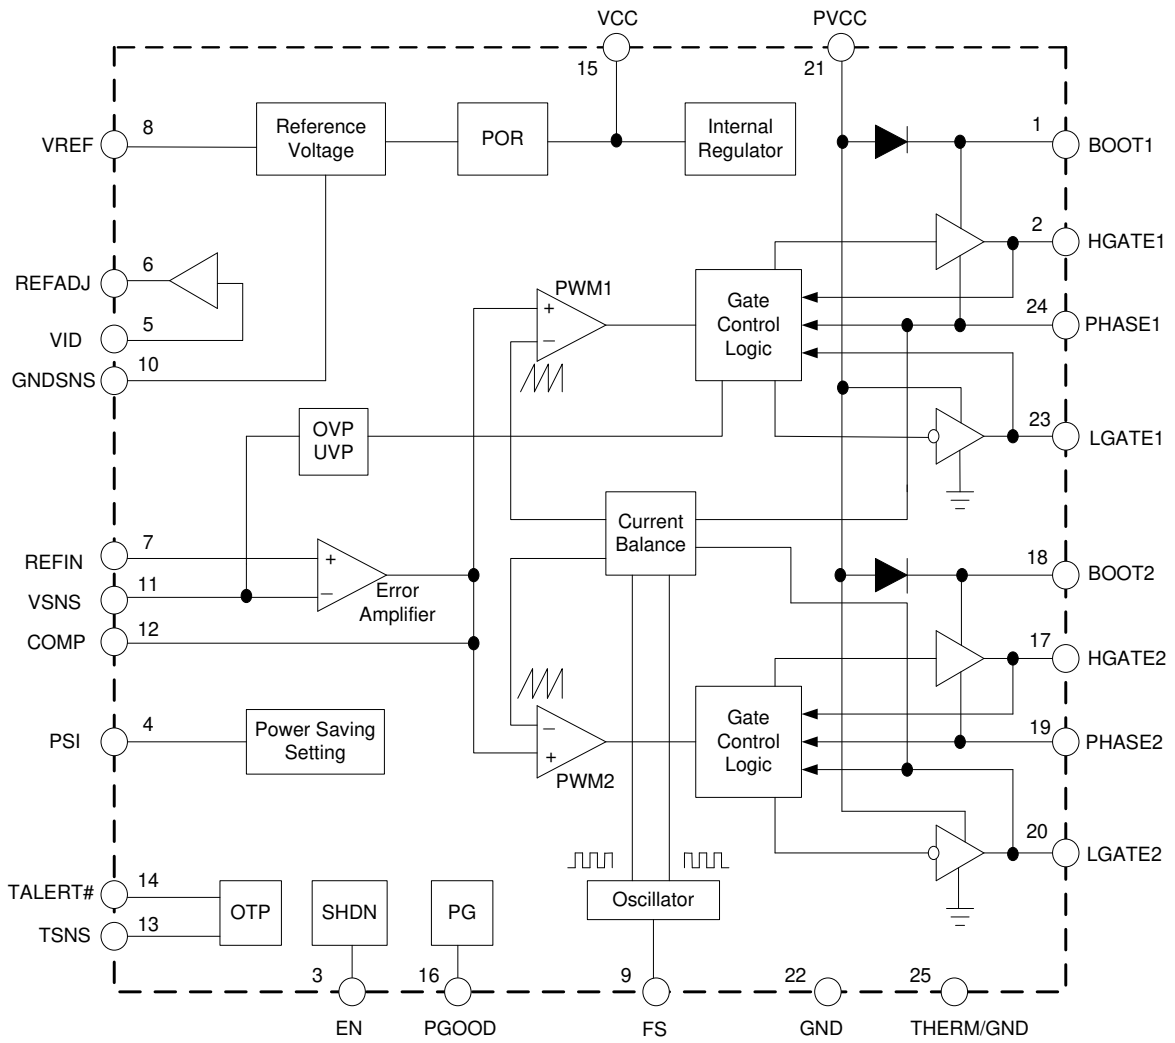 VCC
PVCC
15
21
VREF
8
Reference
Voltage
POR
Internal
Regulator
1
BOOT1
2
HGATE1
REFADJ
6
PWM1
+
−
Gate
Control
Logic
24
PHASE1
VID
5
GNDSNS
10
OVP
UVP
23
LGATE1
Current
Balance
REFIN
7
+
−
Error
Amplifier
VSNS
11
COMP
12
18
BOOT2
17
HGATE2
PSI
4
Power Saving
Setting
−
+
PWM2
Gate
Control
Logic
19
PHASE2
20
LGATE2
TALERT#
14
TSNS
13
OTP
SHDN
PG
Oscillator
3
16
9
22
25
EN
PGOOD
FS
GND
THERM/GND